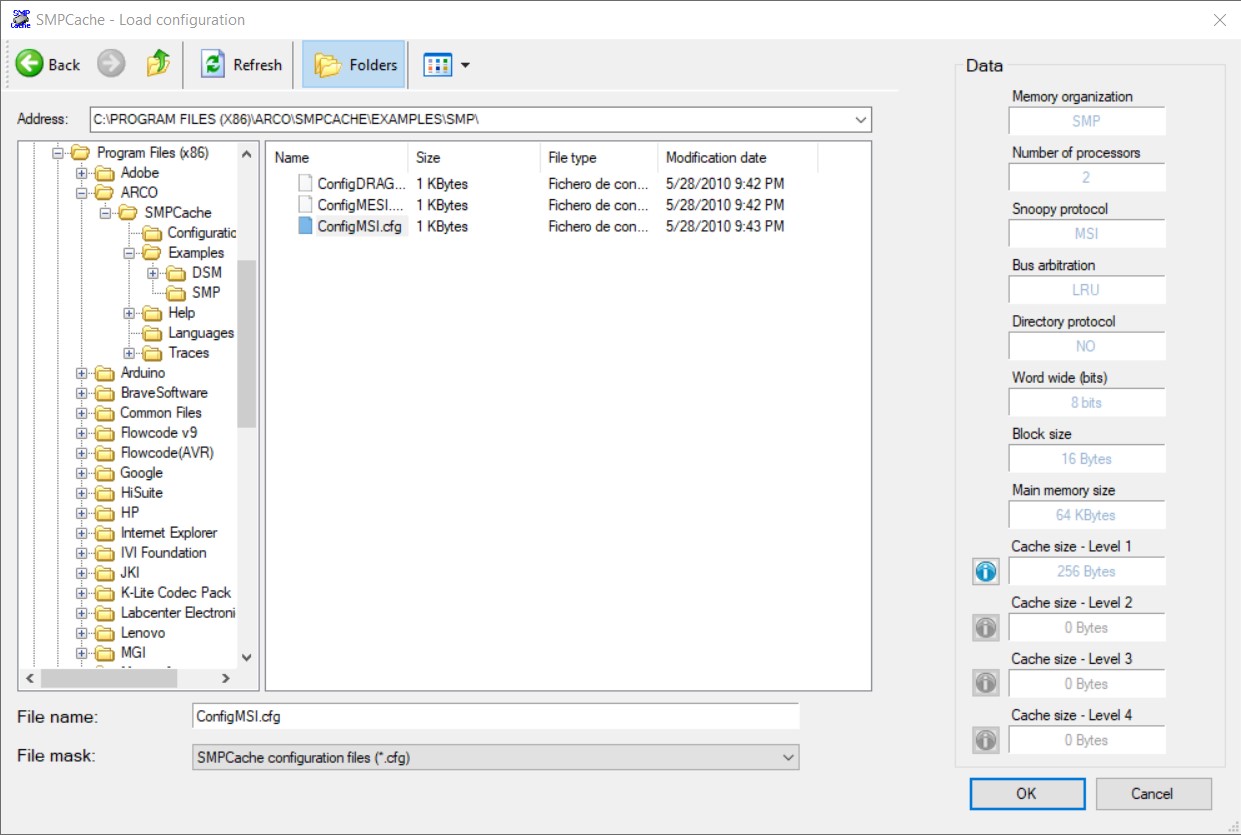 SMP Cache
SMPCache - Load configuration
Back
Refresh
Folders
Address:
C:\PROGRAM FILES (X86)\ARCO\SMPCACHE\EXAMPLES\SMP\
Program Files (x86)
Adobe
ARCO
SMPCache
Configuratio
Examples
DSM
SMP
Help
Languages
Traces
Arduino
BraveSoftware
Common Files
Flowcode v9
Flowcode(AVR)
Google
HiSuite
HP
Internet Explorer
IVI Foundation
JKI
K-Lite Codec Pack
Labcenter Electroni
Lenovo
MGI
Name Size File type Modification date
ConfigDRAG... 1 KBytes Fichero de con... 5/28/2010 9:42 PM
ConfigMESI.... 1 KBytes Fichero de con... 5/28/2010 9:42 PM
ConfigMSI.cfg 1 KBytes Fichero de con... 5/28/2010 9:43 PM
File name: ConfigMSI.cfg
File mask: SMPCache configuration files (*.cfg)
Data
Memory organization
SMP
Number of processors
2
Snoopy protocol
MSI
Bus arbitration
LRU
Directory protocol
NO
Word wide (bits)
8 bits
Block size
16 Bytes
Main memory size
64 KBytes
Cache size - Level 1
256 Bytes
Cache size - Level 2
0 Bytes
Cache size - Level 3
0 Bytes
Cache size - Level 4
0 Bytes
OK
Cancel